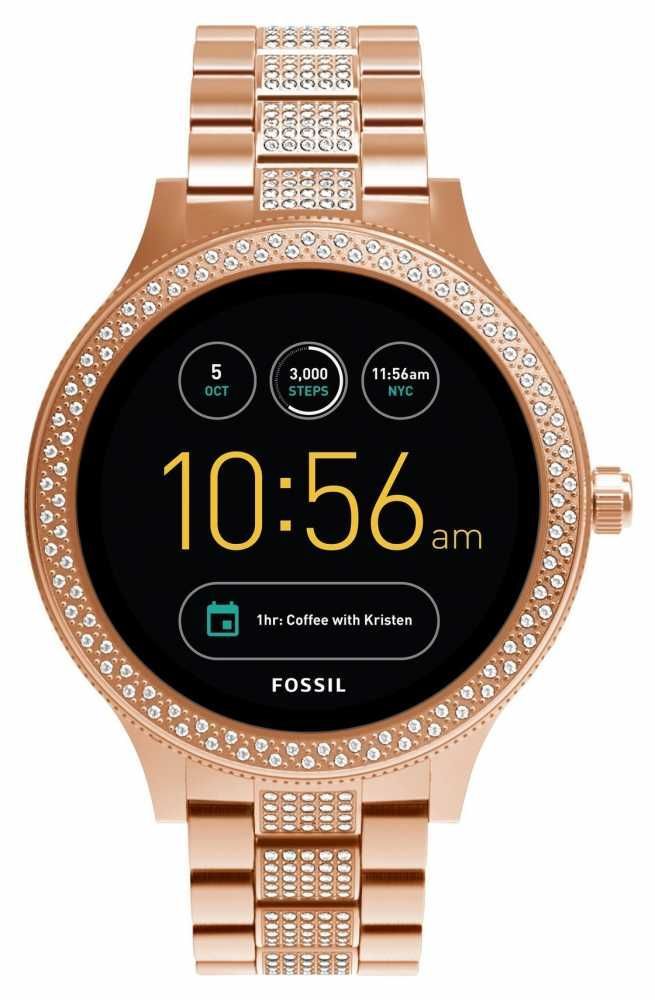 5
OCT
3,000
STEPS
11:56am
NYC
10:56am
1hr: Coffee with Kristen
FOSSIL